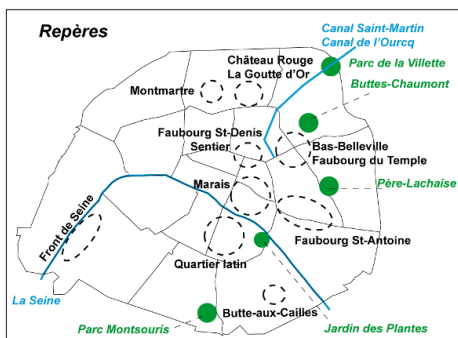 Repères
Canal Saint-Martin
Canal de l'Ourcq
Château Rouge
La Goutte d'Or
Parc de la Villette
Buttes-Chaumont
Montmartre
Faubourg St-Denis
Sentier
Bas-Belleville
Faubourg du Temple
Marais
Père-Lachaise
Front de Seine
Faubourg St-Antoine
Quartier latin
La Seine
Butte-aux-Cailles
Parc Montsouris
Jardin des Plantes